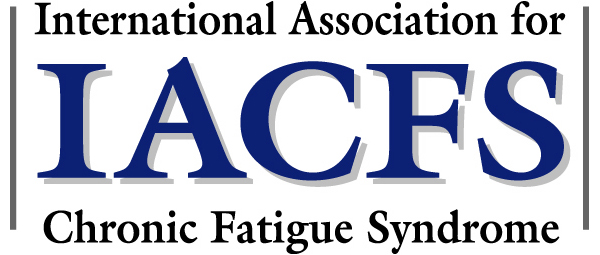 International Association for
IACFS
Chronic Fatigue Syndrome